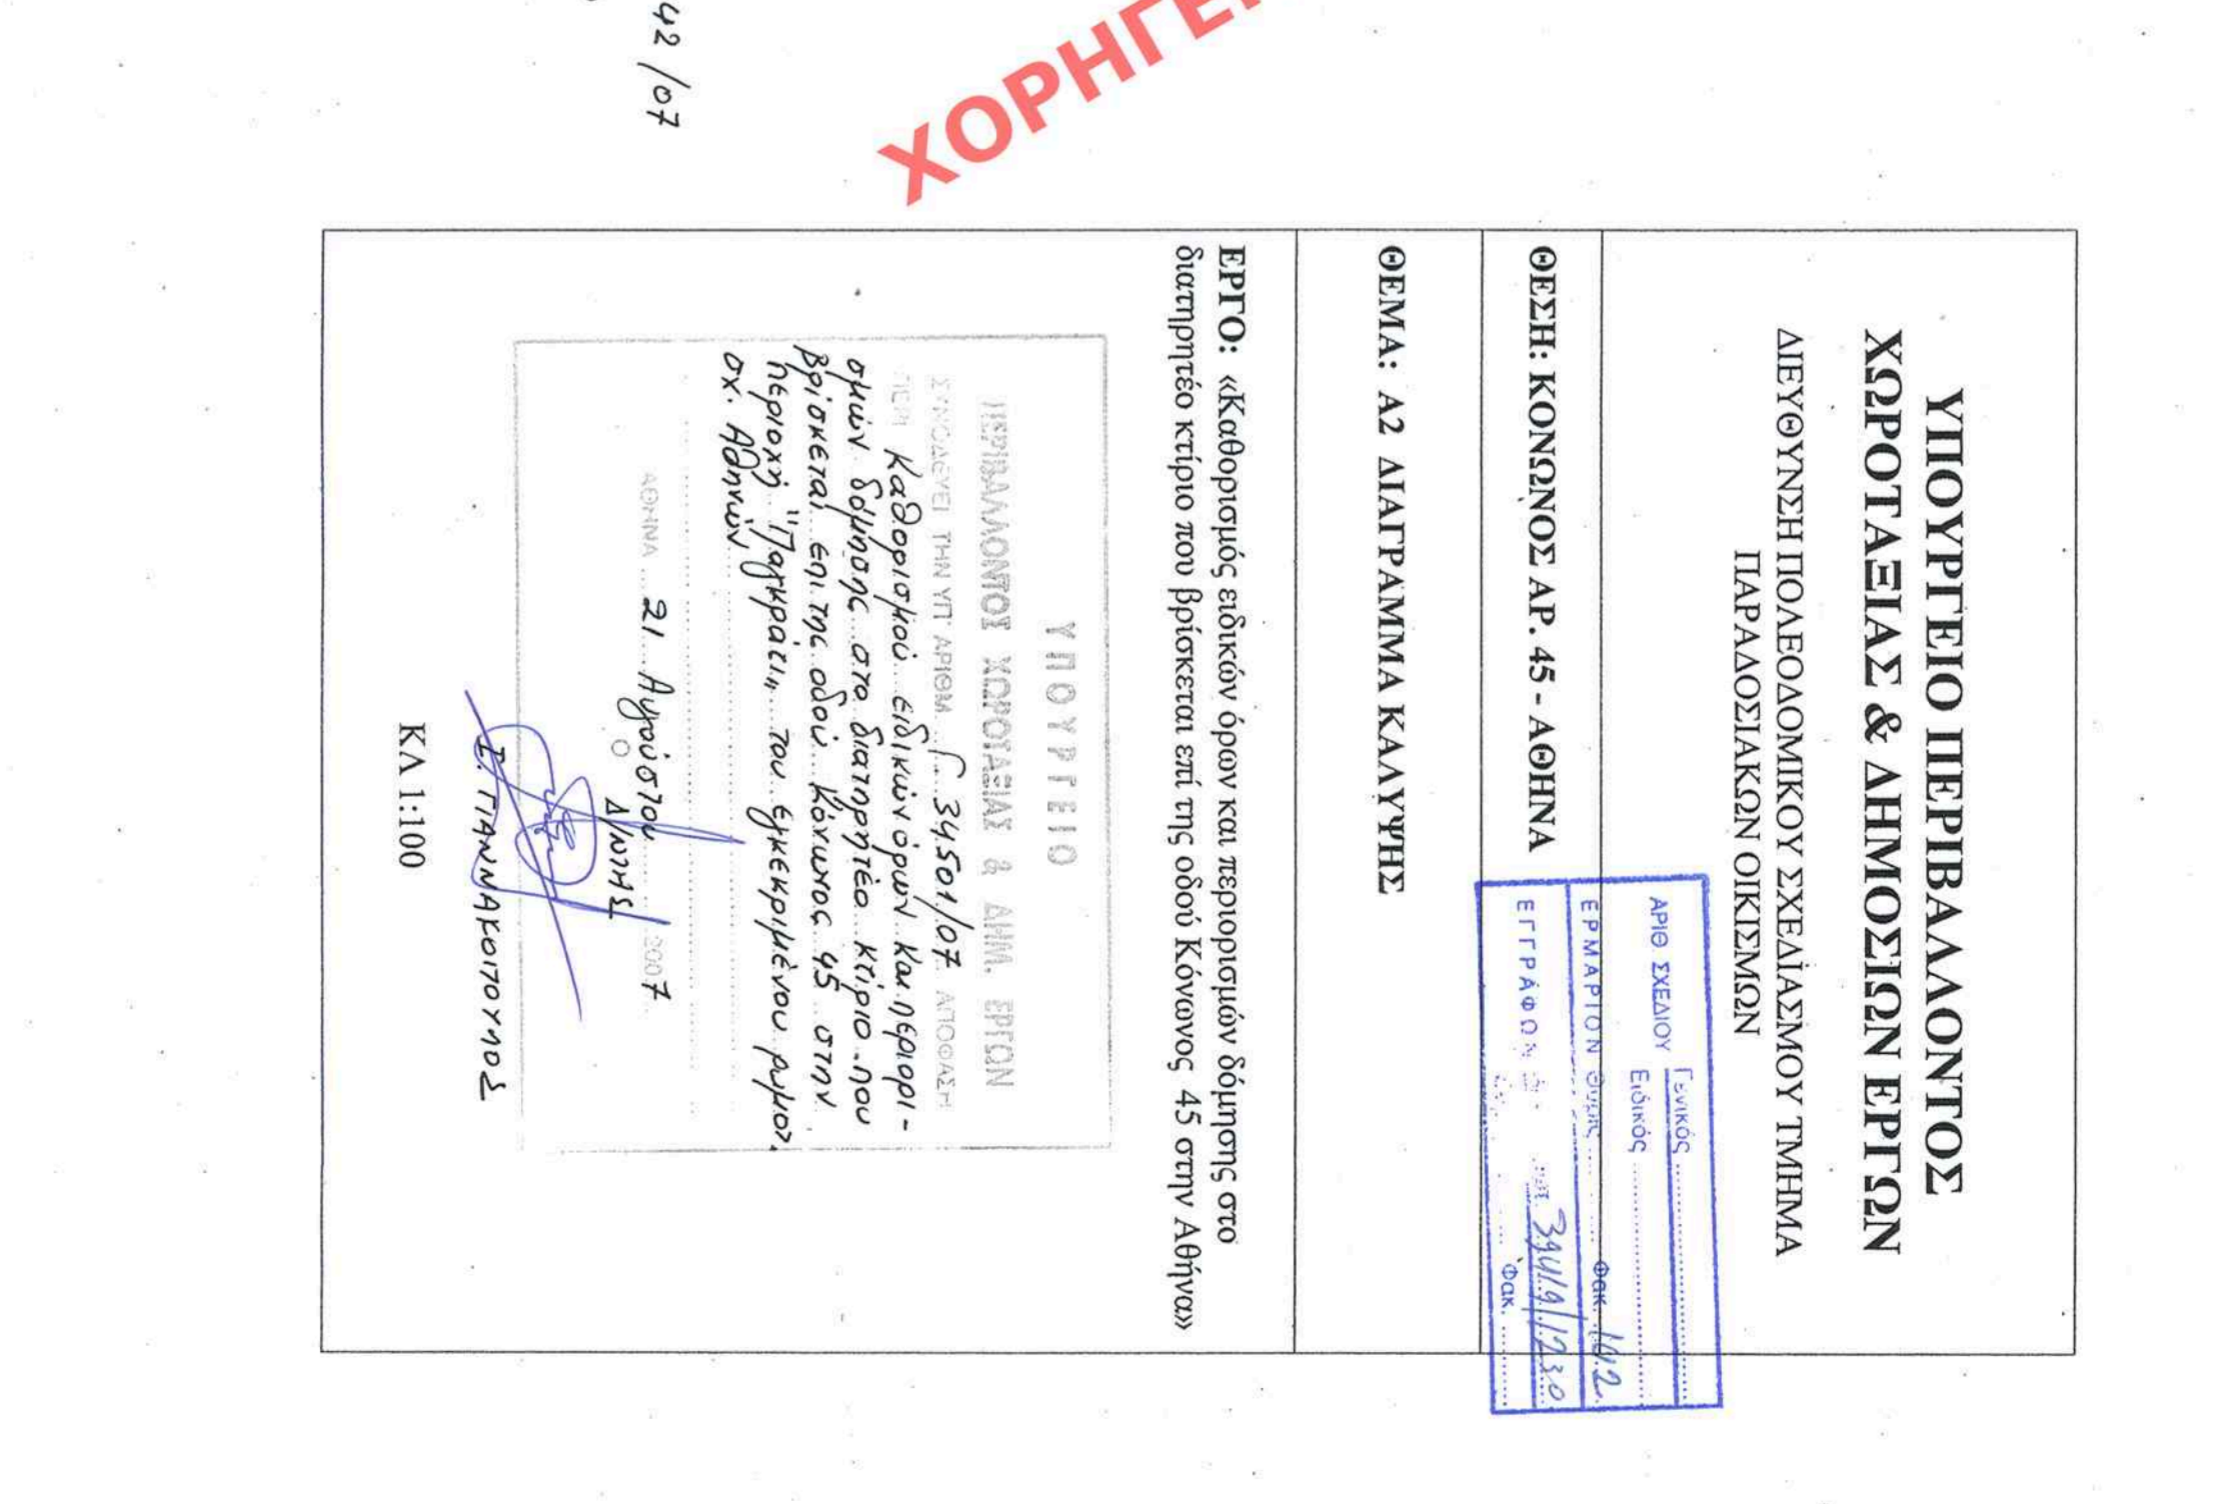 ΥΠΟΥΡΓΕΙΟ ΠΕΡΙΒΑΛΛΟΝΤΟΣ
ΧΩΡΟΤΑΞΙΑΣ & ΔΗΜΟΣΙΩΝ ΕΡΓΩΝ
ΔΙΕΥΘΥΝΣΗ ΠΟΛΕΟΔΟΜΙΚΟΥ ΣΧΕΔΙΑΣΜΟΥ ΤΜΗΜΑ
ΠΑΡΑΔΟΣΙΑΚΩΝ ΟΙΚΙΣΜΩΝ
ΑΡΙΘ ΣΧΕΔΙΟΥ Γενικός
Ειδικός
ΕΡΜΑΡΙΟΝ Θυρίς Φακ. 142
ΕΓΓΡΑΦΩΝ
Φακ.
ΘΕΣΗ: ΚΟΝΩΝΟΣ ΑΡ. 45 - ΑΘΗΝΑ
ΘΕΜΑ: Α2 ΔΙΑΓΡΑΜΜΑ ΚΑΛΥΨΗΣ
ΕΡΓΟ: «Καθορισμός ειδικών όρων και περιορισμών δόμησης στο
διατηρητέο κτίριο που βρίσκεται επί της οδού Κόνωνος 45 στην Αθήνα»
ΥΠΟΥΡΓΕΙΟ
ΠΕΡΙΒΑΛΛΟΝΤΟΣ ΧΩΡΟΤΑΞΙΑΣ & ΔΗΜ. ΕΡΓΩΝ
ΣΥΝΟΔΕΥΕΙ ΤΗΝ ΥΠ' ΑΡΙΘΜ. 34501/07 ΑΠΟΦΑΣΗ
ΠΕΡΙ Καθορισμού ειδικών όρων και περιορι-
σμών δόμησης στο διατηρητέο κτίριο που
βρίσκεται επι της οδού Κόνωνος 45 στην
περιοχή "Παγκράτι" του εγκεκριμένου ρυμοτ.
σχ. Αθηνών
ΑΘΗΝΑ 21 Αυγούστου 2007
Ο
Δ/ΝΤΗΣ
Σ. ΓΙΑΝΝΑΚΟΠΟΥΛΟΣ
ΚΛ 1:100
42/07